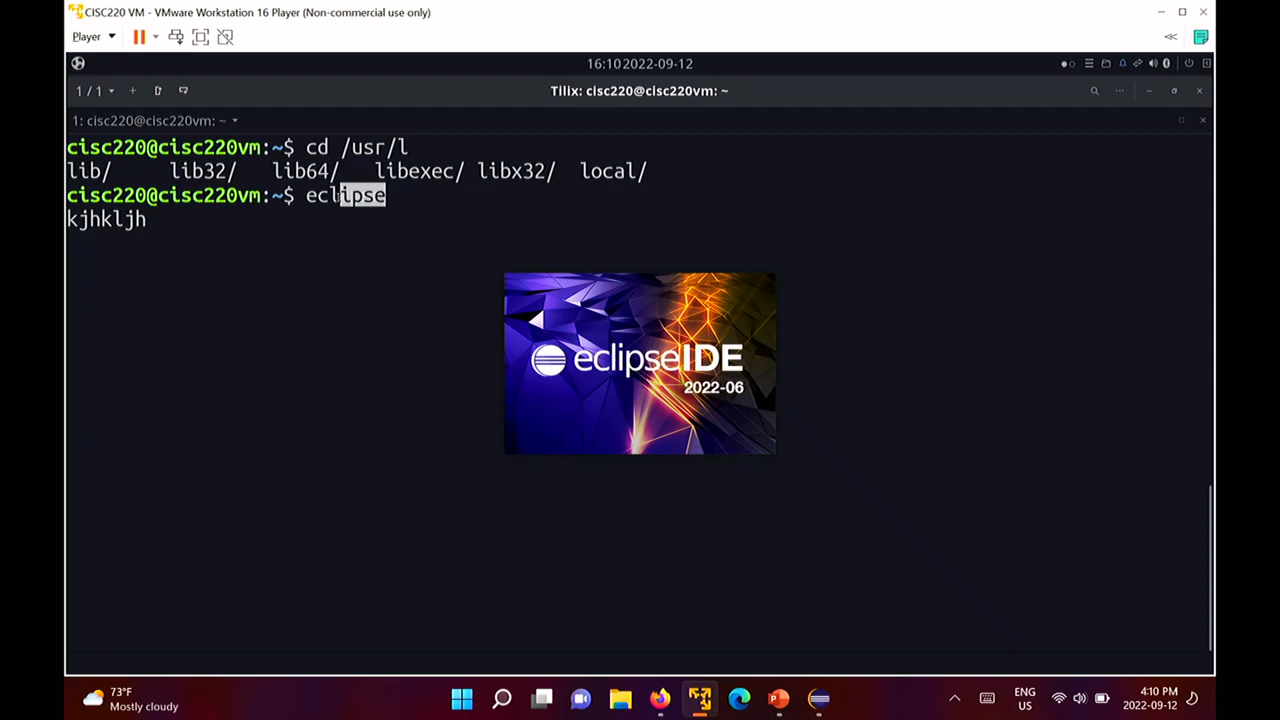 CISC220 VM - VMware Workstation 16 Player (Non-commercial use only)
Player
16:10 2022-09-12
1 / 1
Tilix: cisc220@cisc220vm: ~
1: cisc220@cisc220vm: ~
cisc220@cisc220vm:~$ cd /usr/l
lib/ lib32/ lib64/ libexec/ libx32/ local/
cisc220@cisc220vm:~$ eclipse
kjhkljh
eclipseIDE
2022-06
73°F
Mostly cloudy
ENG
US
4:10 PM
2022-09-12